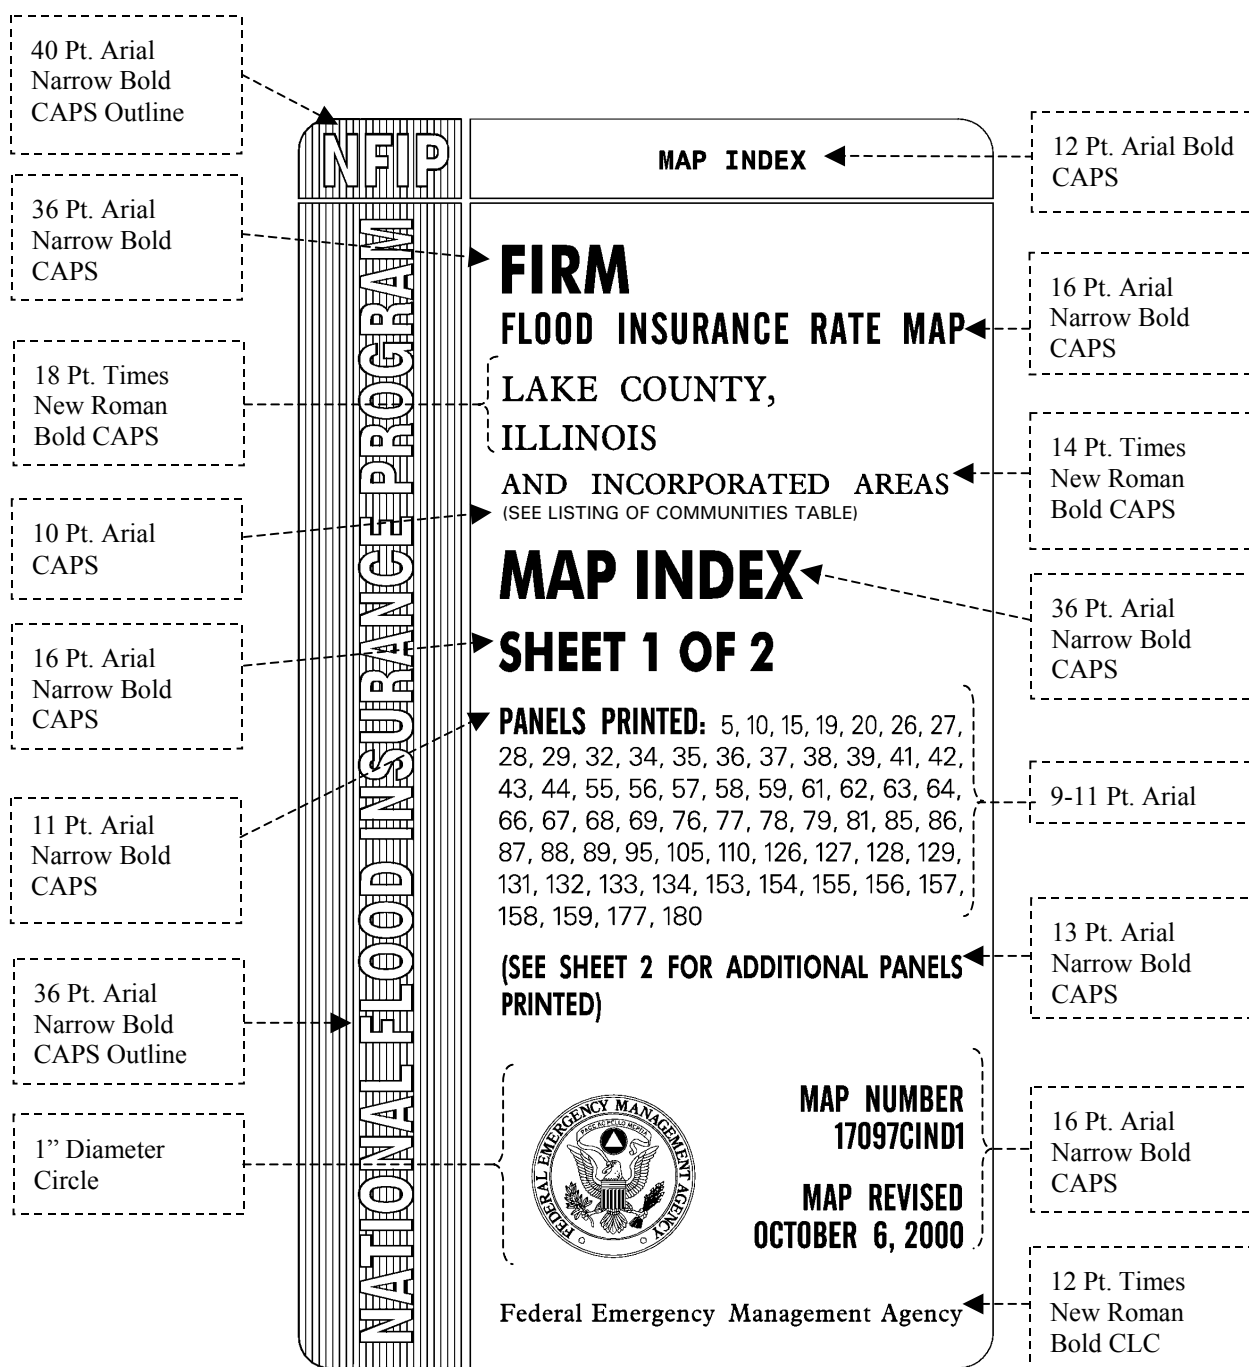 40 Pt. Arial
Narrow Bold
CAPS Outline
36 Pt. Arial
Narrow Bold
CAPS
18 Pt. Times
New Roman
Bold CAPS
10 Pt. Arial
CAPS
16 Pt. Arial
Narrow Bold
CAPS
11 Pt. Arial
Narrow Bold
CAPS
36 Pt. Arial
Narrow Bold
CAPS Outline
1” Diameter
Circle
NFIP
NATIONAL FLOOD INSURANCE PROGRAM
MAP INDEX
FIRM
FLOOD INSURANCE RATE MAP
LAKE COUNTY,
ILLINOIS
AND INCORPORATED AREAS
(SEE LISTING OF COMMUNITIES TABLE)
MAP INDEX
SHEET 1 OF 2
PANELS PRINTED: 5, 10, 15, 19, 20, 26, 27,
28, 29, 32, 34, 35, 36, 37, 38, 39, 41, 42,
43, 44, 55, 56, 57, 58, 59, 61, 62, 63, 64,
66, 67, 68, 69, 76, 77, 78, 79, 81, 85, 86,
87, 88, 89, 95, 105, 110, 126, 127, 128, 129,
131, 132, 133, 134, 153, 154, 155, 156, 157,
158, 159, 177, 180
(SEE SHEET 2 FOR ADDITIONAL PANELS
PRINTED)
FEDERAL EMERGENCY MANAGEMENT AGENCY
MAP NUMBER
17097CIND1
MAP REVISED
OCTOBER 6, 2000
Federal Emergency Management Agency
12 Pt. Arial Bold
CAPS
16 Pt. Arial
Narrow Bold
CAPS
14 Pt. Times
New Roman
Bold CAPS
36 Pt. Arial
Narrow Bold
CAPS
9-11 Pt. Arial
13 Pt. Arial
Narrow Bold
CAPS
16 Pt. Arial
Narrow Bold
CAPS
12 Pt. Times
New Roman
Bold CLC